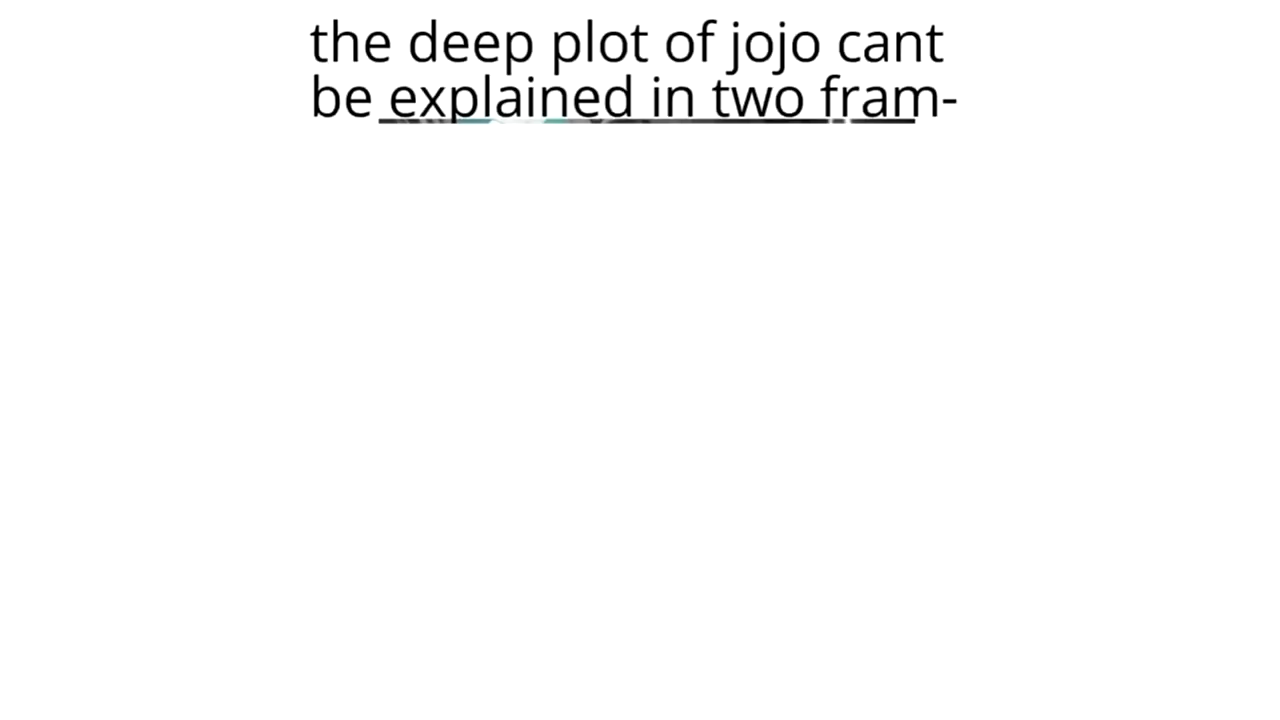 the deep plot of jojo cant
be explained in two fram-